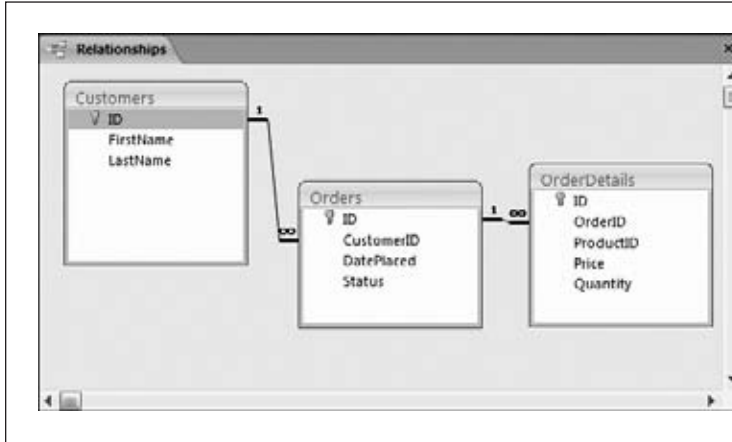 Relationships
Customers
ID
FirstName
LastName
1
∞
Orders
ID
CustomerID
DatePlaced
Status
1
∞
OrderDetails
ID
OrderID
ProductID
Price
Quantity